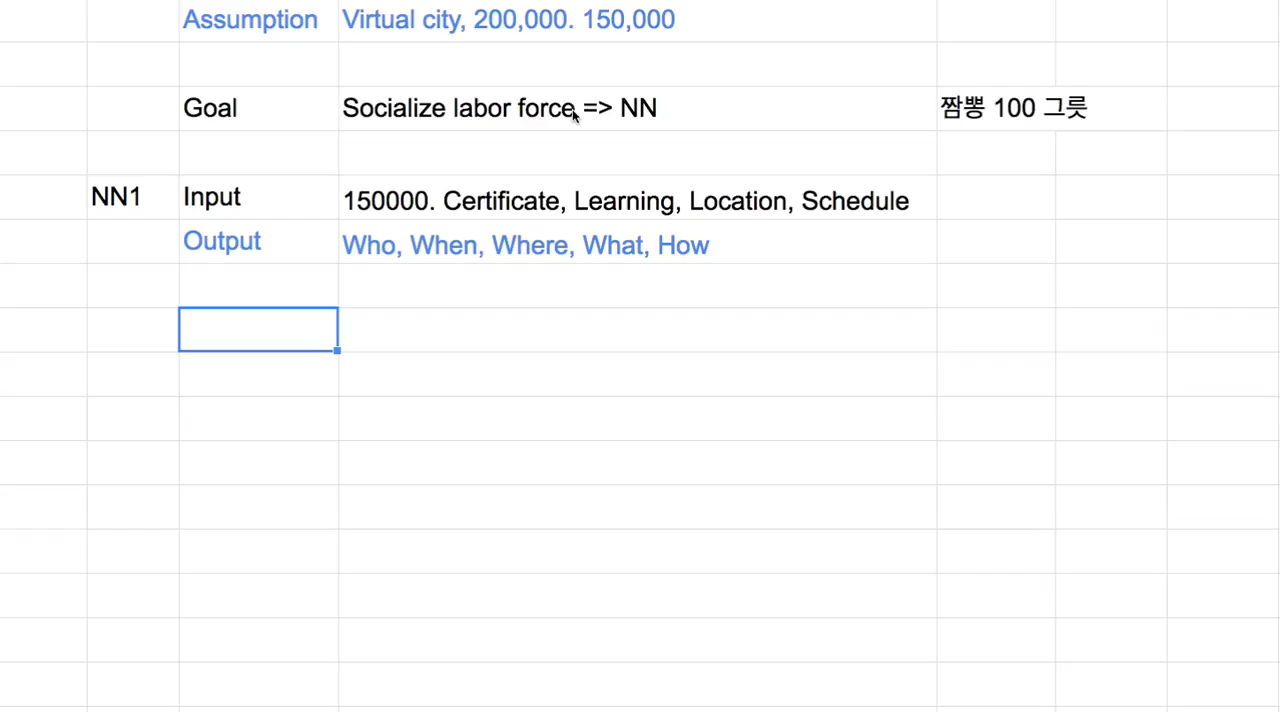 Assumption Virtual city, 200,000. 150,000
Goal Socialize labor force => NN 짬뽕 100 그릇
NN1 Input 150000. Certificate, Learning, Location, Schedule
Output Who, When, Where, What, How